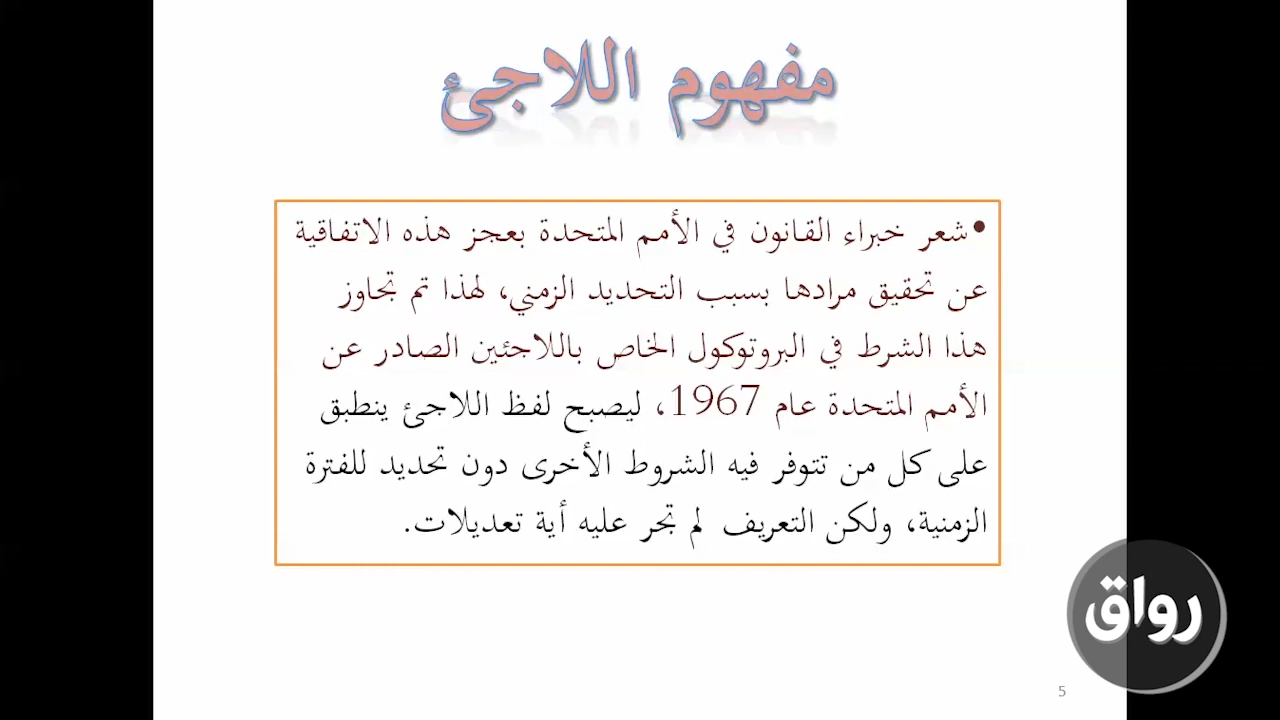 مفهوم اللاجئ
•شعر خبراء القانون في الأمم المتحدة بعجز هذه الاتفاقية
عن تحقيق مرادها بسبب التحديد الزمني، لهذا تم تجاوز
هذا الشرط في البروتوكول الخاص باللاجئين الصادر عن
الأمم المتحدة عام 1967، ليصبح لفظ اللاجئ ينطبق
على كل من تتوفر فيه الشروط الأخرى دون تحديد للفترة
الزمنية، ولكن التعريف لم تجر عليه أية تعديلات.
رواق
5